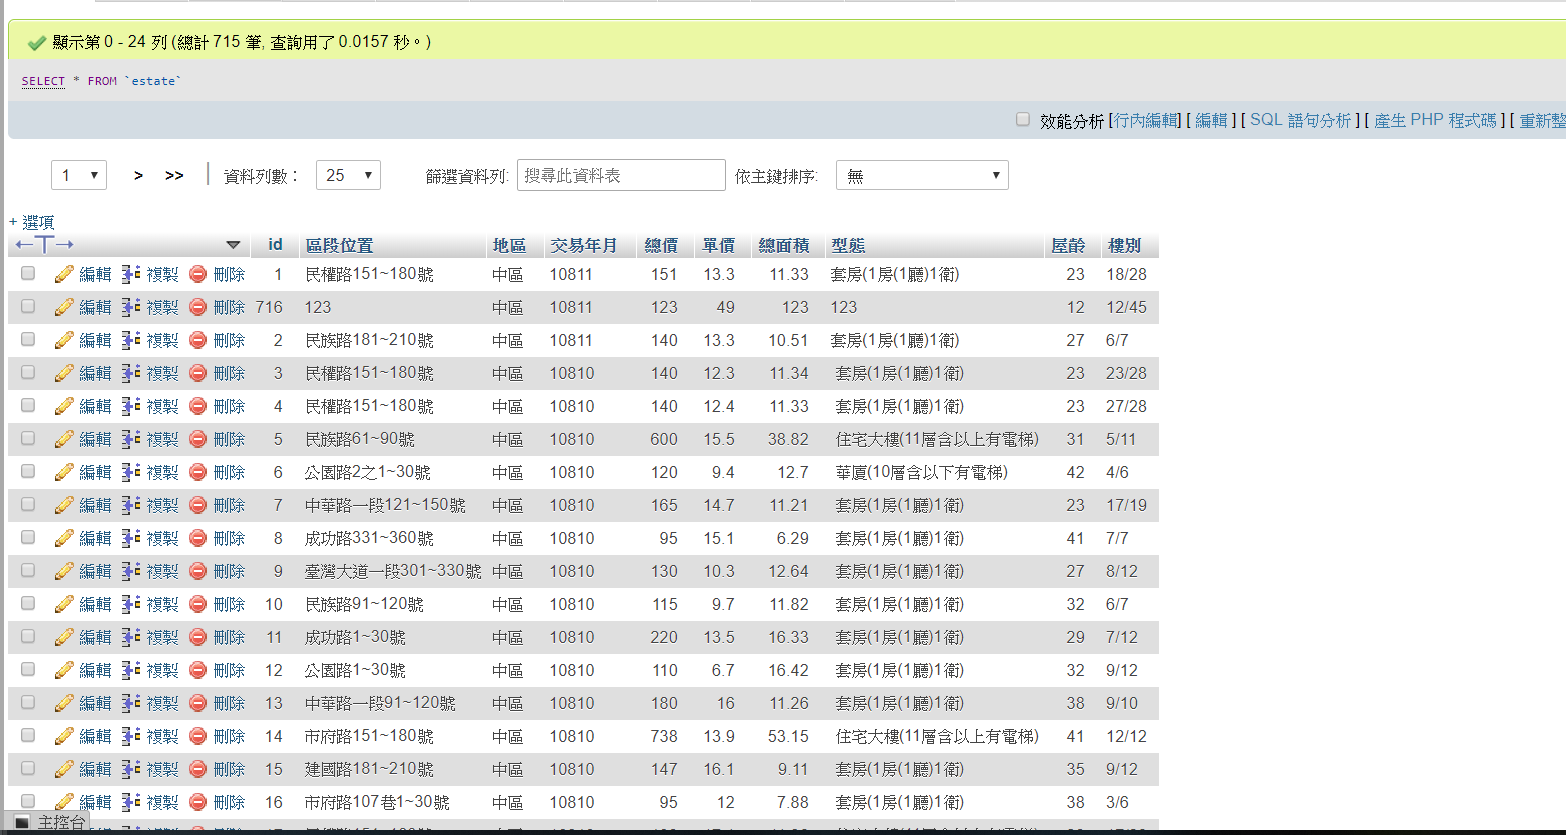 顯示第 0 - 24 列 (總計 715 筆, 查詢用了 0.0157 秒。)
SELECT * FROM `estate`
效能分析 [行內編輯] [ 編輯 ] [ SQL 語句分析 ] [ 產生 PHP 程式碼 ] [ 重新整
1 > >> | 資料列數： 25 篩選資料列: 搜尋此資料表 依主鍵排序: 無
+ 選項
←T→ id 區段位置 地區 交易年月 總價 單價 總面積 型態 屋齡 樓別
編輯 複製 刪除 1 民權路151~180號 中區 10811 151 13.3 11.33 套房(1房(1廳)1衛) 23 18/28
編輯 複製 刪除 716 123 中區 10811 123 49 123 123 12 12/45
編輯 複製 刪除 2 民族路181~210號 中區 10811 140 13.3 10.51 套房(1房(1廳)1衛) 27 6/7
編輯 複製 刪除 3 民權路151~180號 中區 10810 140 12.3 11.34 套房(1房(1廳)1衛) 23 23/28
編輯 複製 刪除 4 民權路151~180號 中區 10810 140 12.4 11.33 套房(1房(1廳)1衛) 23 27/28
編輯 複製 刪除 5 民族路61~90號 中區 10810 600 15.5 38.82 住宅大樓(11層含以上有電梯) 31 5/11
編輯 複製 刪除 6 公園路2之1~30號 中區 10810 120 9.4 12.7 華廈(10層含以下有電梯) 42 4/6
編輯 複製 刪除 7 中華路一段121~150號 中區 10810 165 14.7 11.21 套房(1房(1廳)1衛) 23 17/19
編輯 複製 刪除 8 成功路331~360號 中區 10810 95 15.1 6.29 套房(1房(1廳)1衛) 41 7/7
編輯 複製 刪除 9 臺灣大道一段301~330號 中區 10810 130 10.3 12.64 套房(1房(1廳)1衛) 27 8/12
編輯 複製 刪除 10 民族路91~120號 中區 10810 115 9.7 11.82 套房(1房(1廳)1衛) 32 6/7
編輯 複製 刪除 11 成功路1~30號 中區 10810 220 13.5 16.33 套房(1房(1廳)1衛) 29 7/12
編輯 複製 刪除 12 公園路1~30號 中區 10810 110 6.7 16.42 套房(1房(1廳)1衛) 32 9/12
編輯 複製 刪除 13 中華路一段91~120號 中區 10810 180 16 11.26 套房(1房(1廳)1衛) 38 9/10
編輯 複製 刪除 14 市府路151~180號 中區 10810 738 13.9 53.15 住宅大樓(11層含以上有電梯) 41 12/12
編輯 複製 刪除 15 建國路181~210號 中區 10810 147 16.1 9.11 套房(1房(1廳)1衛) 35 9/12
編輯 複製 刪除 16 市府路107巷1~30號 中區 10810 95 12 7.88 套房(1房(1廳)1衛) 38 3/6
主控台